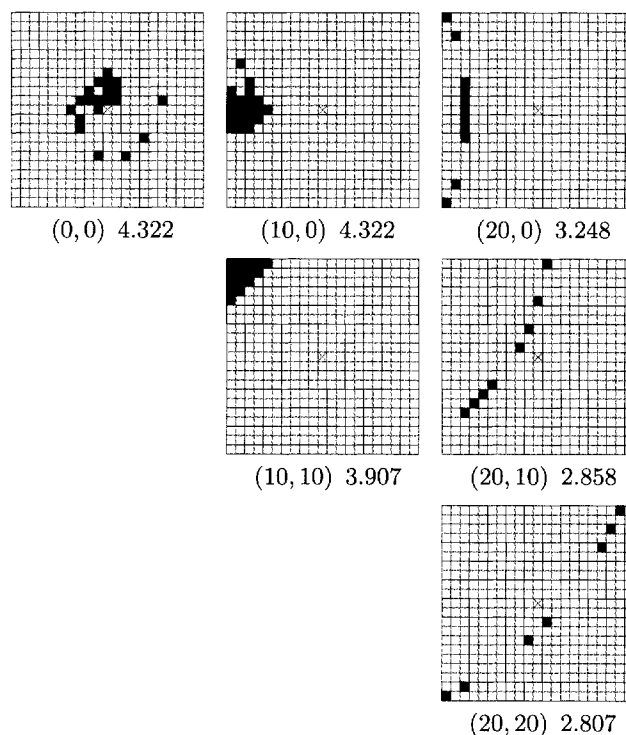 (0, 0) 4.322
(10, 0) 4.322
(20, 0) 3.248
(10, 10) 3.907
(20, 10) 2.858
(20, 20) 2.807